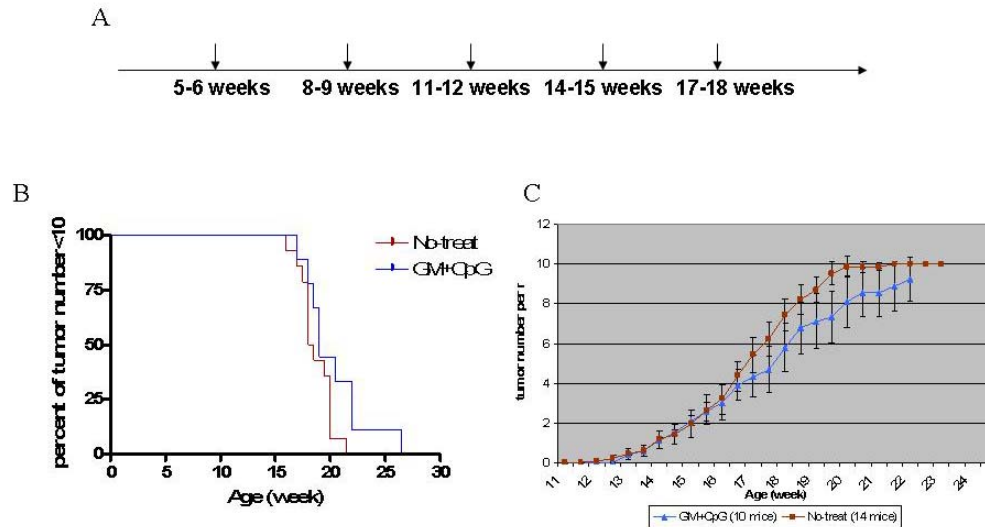 A
5-6 weeks 8-9 weeks 11-12 weeks 14-15 weeks 17-18 weeks
B
percent of tumor number<10
100
75
50
25
0
0 5 10 15 20 25 30
Age (week)
No-treat
GM+CpG
C
tumor number per r
12
10
8
6
4
2
0
11 12 13 14 15 16 17 18 19 20 21 22 23 24
Age (week)
GM+CpG (10 mice) No-treat (14 mice)